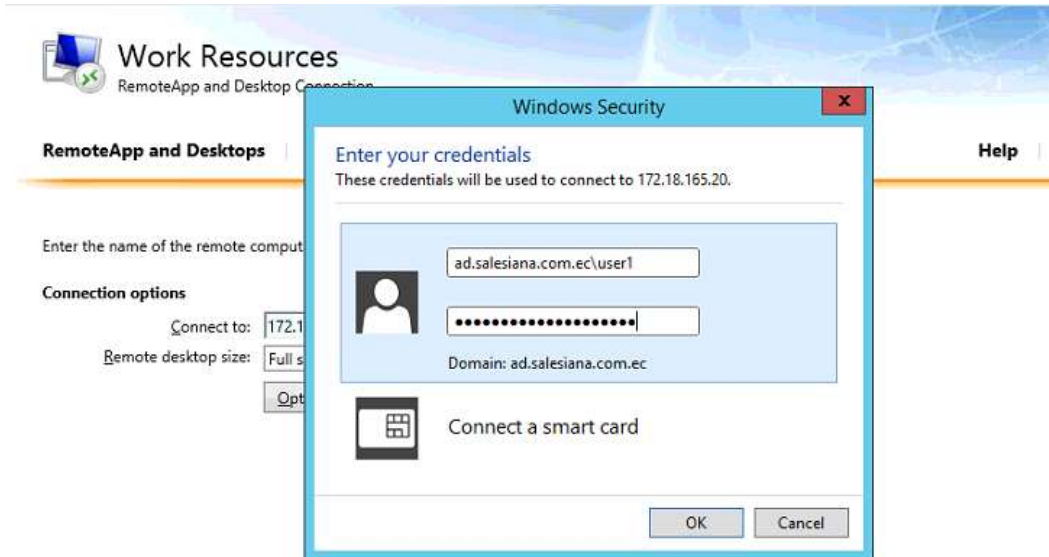 Work Resources
RemoteApp and Desktop Connection
Windows Security
X
RemoteApp and Desktops
Help
Enter your credentials
These credentials will be used to connect to 172.18.165.20.
Enter the name of the remote comput
ad.salesiana.com.ec\user1
Connection options
Connect to: 172.1
••••••••••••••••••••
Remote desktop size: Full s
Domain: ad.salesiana.com.ec
Opt
Connect a smart card
OK
Cancel